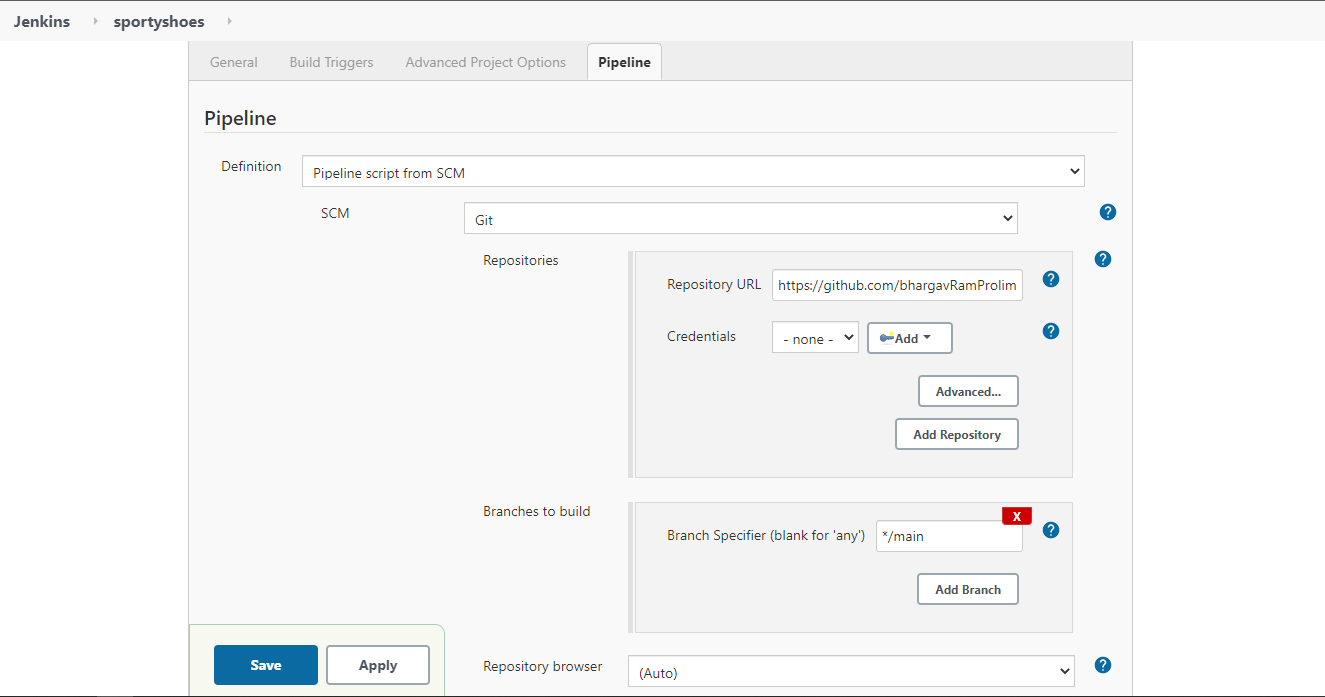 Jenkins sportyshoes
General Build Triggers Advanced Project Options Pipeline
Pipeline
Definition Pipeline script from SCM
SCM Git ?
Repositories ?
Repository URL https://github.com/bhargavRamProlim ?
Credentials - none - Add ?
Advanced...
Add Repository
Branches to build
X
Branch Specifier (blank for 'any') */main ?
Add Branch
Save Apply
Repository browser (Auto) ?